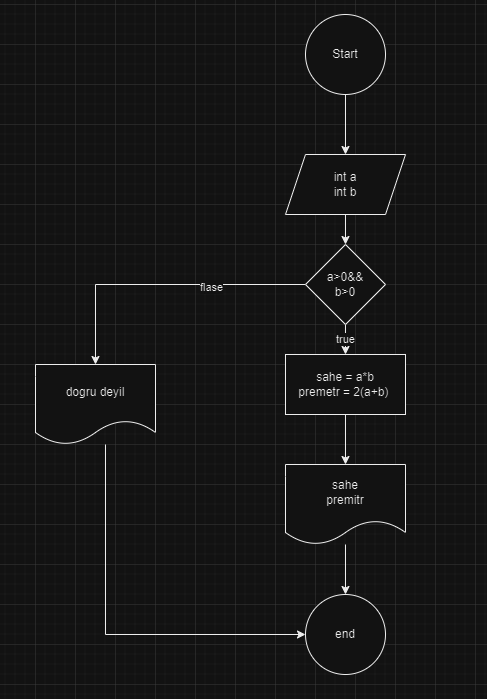 Start
int a
int b
a>0&&
b>0
flase
true
dogru deyil
sahe = a*b
premetr = 2(a+b)
sahe
premitr
end